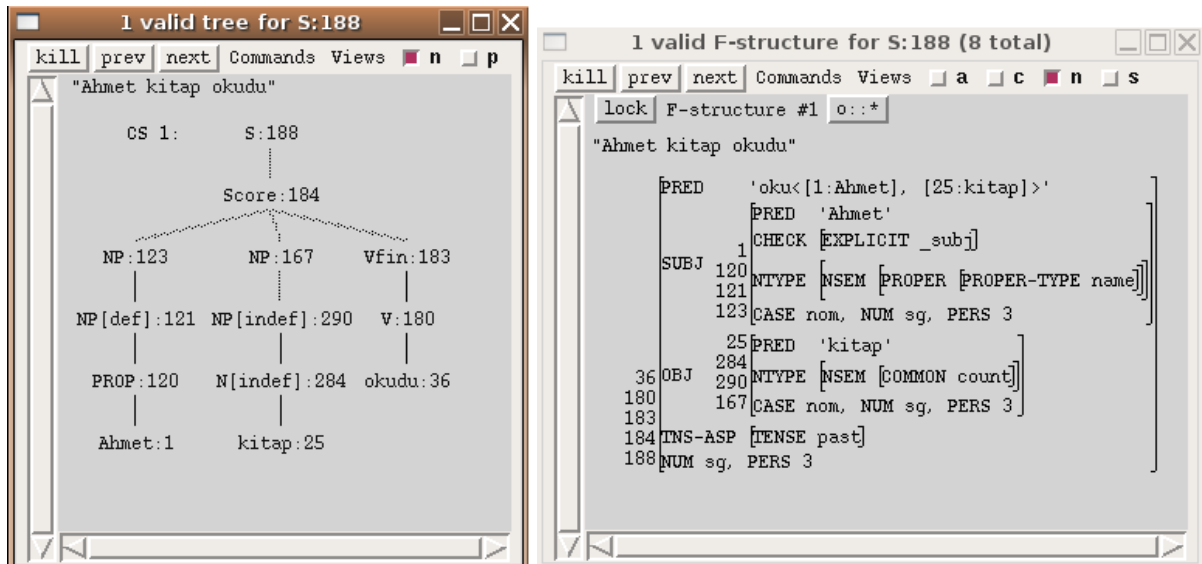 1 valid tree for S:188
kill prev next Commands Views n p
"Ahmet kitap okudu"
CS 1: S:188
Score:184
NP:123 NP:167 Vfin:183
NP[def]:121 NP[indef]:290 V:180
PROP:120 N[indef]:284 okudu:36
Ahmet:1 kitap:25
1 valid F-structure for S:188 (8 total)
kill prev next Commands Views a c n s
lock F-structure #1 o::*
"Ahmet kitap okudu"
PRED 'oku<[1:Ahmet], [25:kitap]>'
PRED 'Ahmet'
CHECK [EXPLICIT _subj]
1
SUBJ
120
NTYPE [NSEM [PROPER [PROPER-TYPE name]]]
121
123 CASE nom, NUM sg, PERS 3
25 PRED 'kitap'
284
36 OBJ 290 NTYPE [NSEM [COMMON count]]
180 167 CASE nom, NUM sg, PERS 3
183
184 TNS-ASP [TENSE past]
188 NUM sg, PERS 3